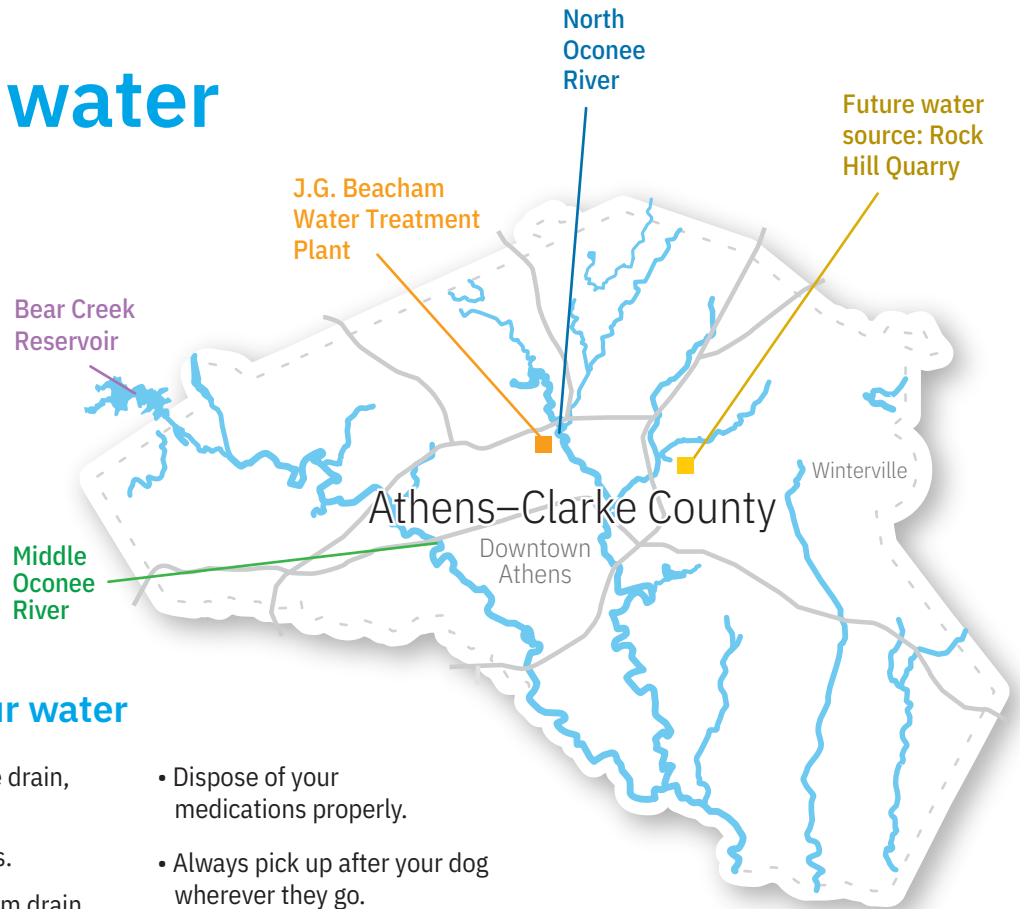 water
North
Oconee
River
Future water
source: Rock
Hill Quarry
J.G. Beacham
Water Treatment
Plant
Bear Creek
Reservoir
Winterville
Athens–Clarke County
Downtown
Athens
Middle
Oconee
River
water
drain,
• Dispose of your
medications properly.
• Always pick up after your dog
wherever they go.
drain